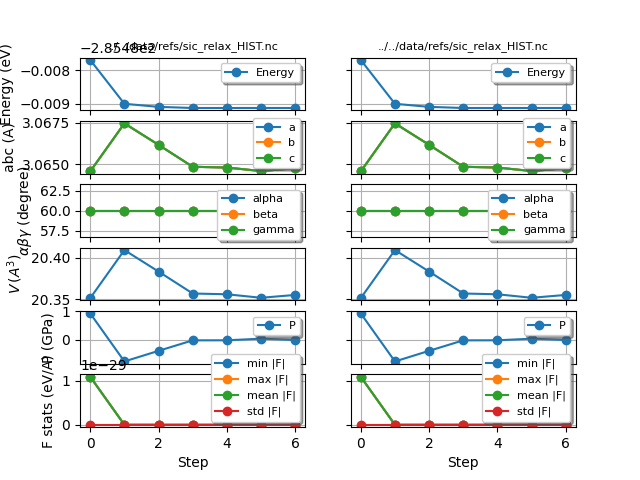 −2.8548e2
../../data/refs/sic_relax_HIST.nc
../../data/refs/sic_relax_HIST.nc
Energy (eV)
−0.008
−0.009
Energy
Energy
abc (A)
3.0675
3.0650
a
b
c
a
b
c
αβγ (degree)
62.5
60.0
57.5
alpha
beta
gamma
alpha
beta
gamma
V(A³)
20.40
20.35
P (GPa)
1
0
P
P
1e−29
F stats (eV/A)
1
0
min |F|
max |F|
mean |F|
std |F|
min |F|
max |F|
mean |F|
std |F|
0 2 4 6
0 2 4 6
Step
Step